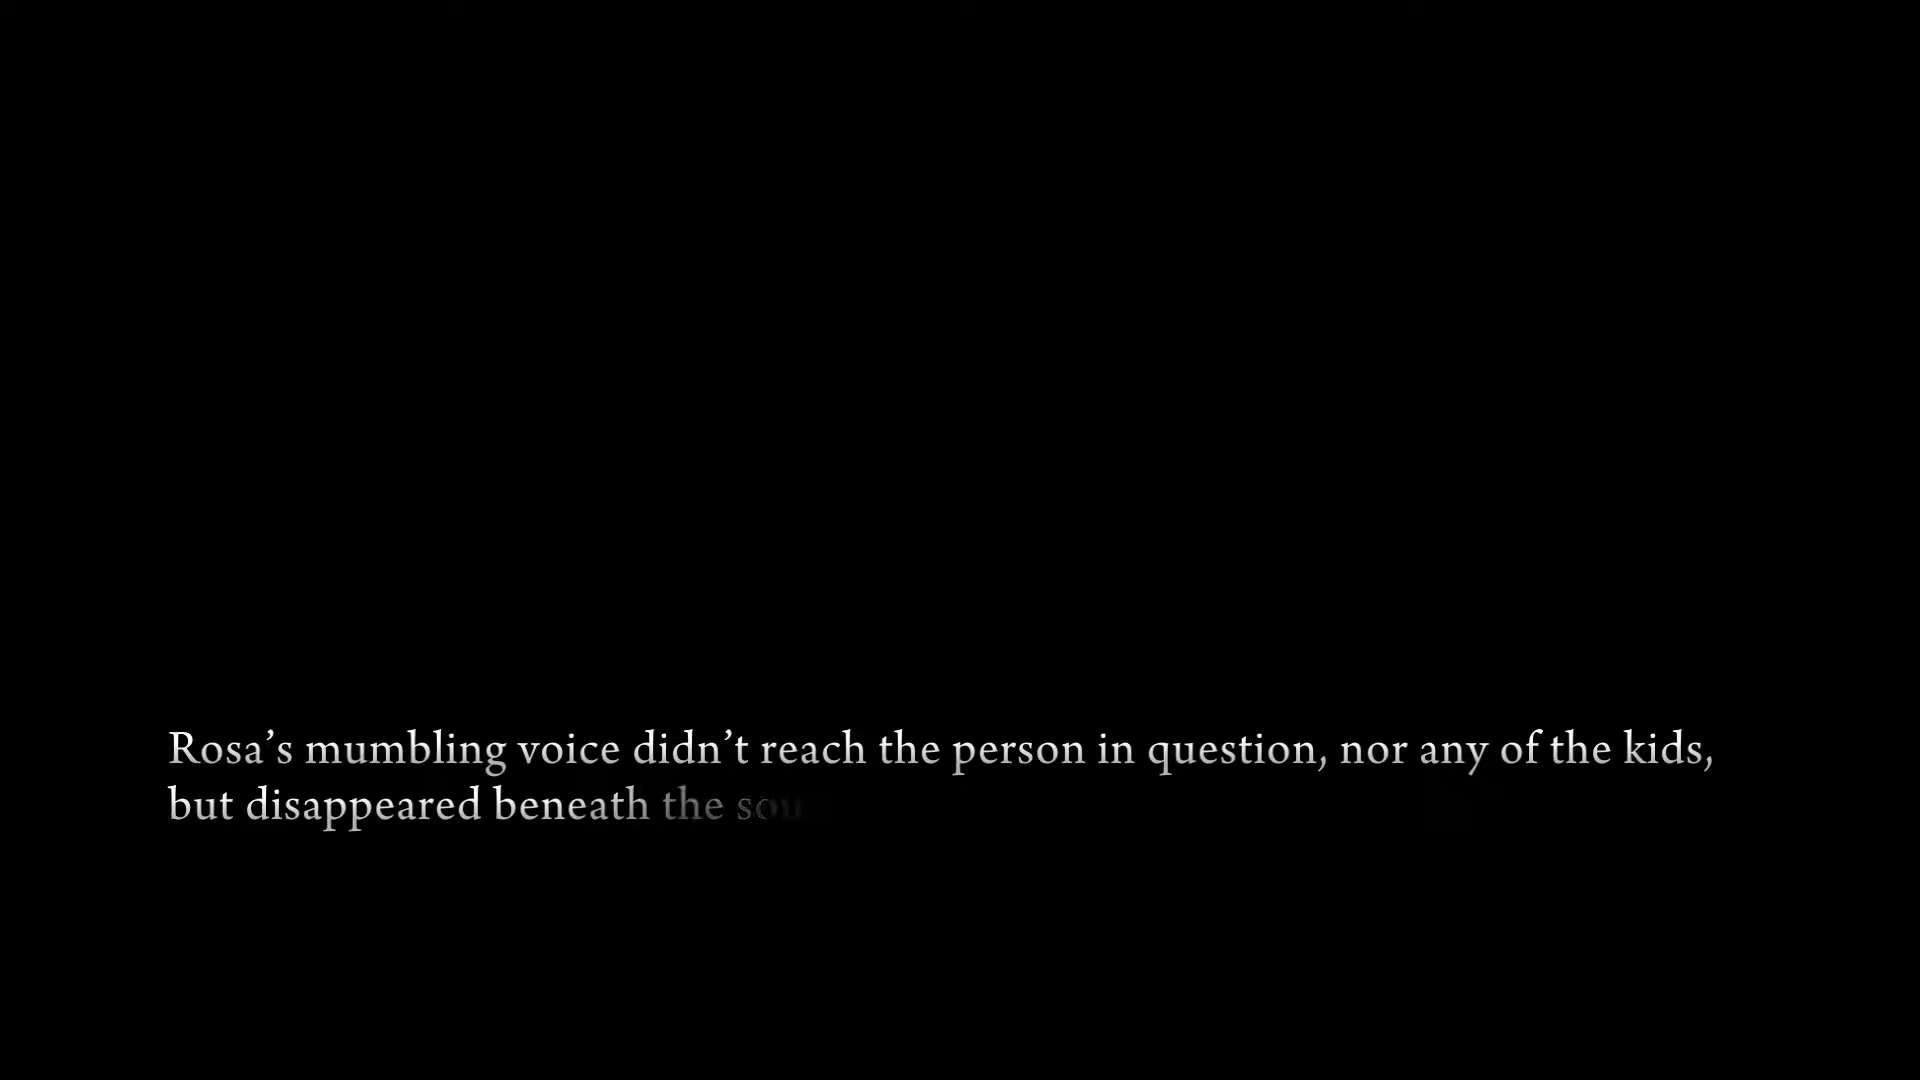 Rosa’s mumbling voice didn’t reach the person in question, nor any of the kids,
but disappeared beneath the